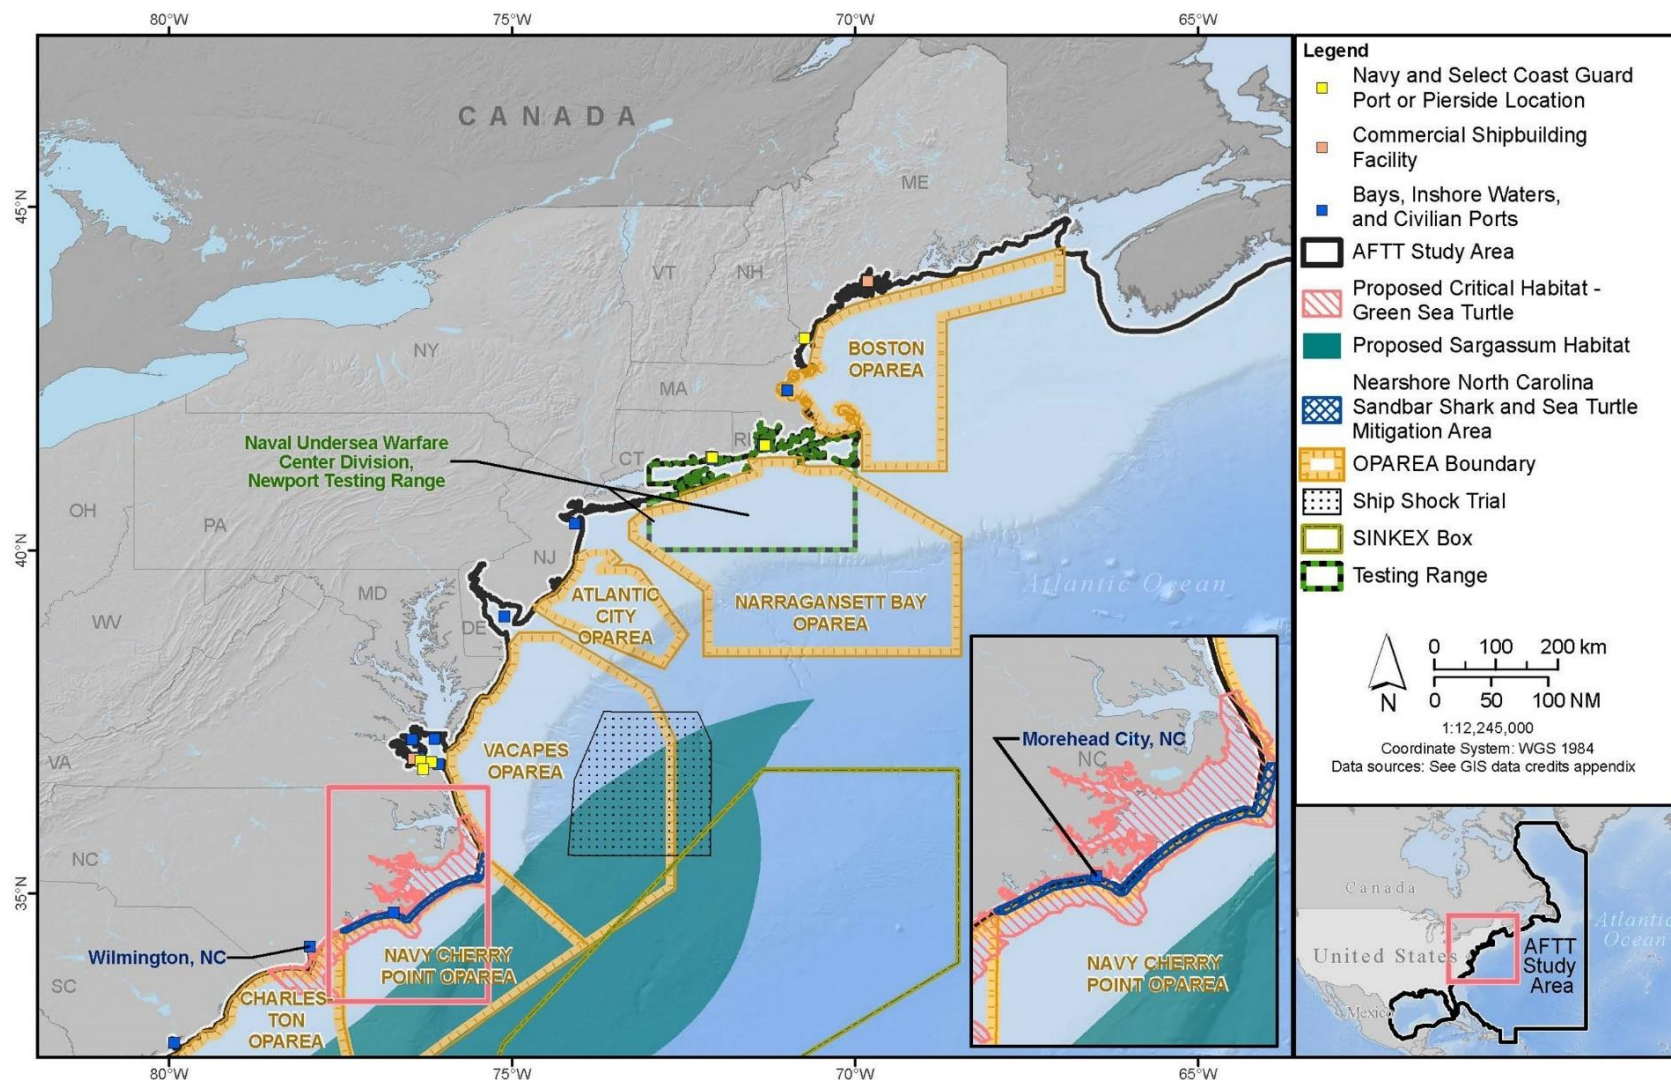 80°W
75°W
70°W
65°W
45°N
40°N
35°N
CANADA
ME
VT
NH
NY
MA
RI
CT
PA
OH
NJ
MD
DE
WV
VA
NC
SC
BOSTON
OPAREA
Naval Undersea Warfare
Center Division,
Newport Testing Range
ATLANTIC
CITY
OPAREA
NARRAGANSETT BAY
OPAREA
Atlantic Ocean
VACAPES
OPAREA
Wilmington, NC
NAVY CHERRY
POINT OPAREA
CHARLES-
TON
OPAREA
Morehead City, NC
NC
NAVY CHERRY
POINT OPAREA
80°W
75°W
70°W
65°W
Legend
Navy and Select Coast Guard
Port or Pierside Location
Commercial Shipbuilding
Facility
Bays, Inshore Waters,
and Civilian Ports
AFTT Study Area
Proposed Critical Habitat -
Green Sea Turtle
Proposed Sargassum Habitat
Nearshore North Carolina
Sandbar Shark and Sea Turtle
Mitigation Area
OPAREA Boundary
Ship Shock Trial
SINKEX Box
Testing Range
N
0 100 200 km
0 50 100 NM
1:12,245,000
Coordinate System: WGS 1984
Data sources: See GIS data credits appendix
Canada
United States
Mexico
Atlantic
Ocean
AFTT
Study
Area